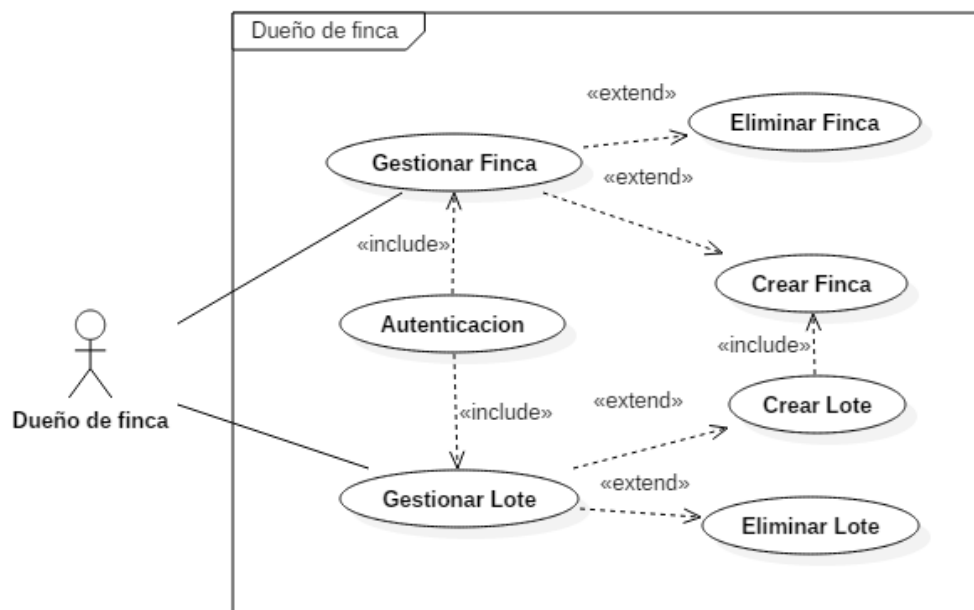 Dueño de finca
«extend»
Eliminar Finca
Gestionar Finca
«extend»
«include»
Crear Finca
Autenticacion
«include»
Dueño de finca
«extend»
Crear Lote
«include»
Gestionar Lote
«extend»
Eliminar Lote